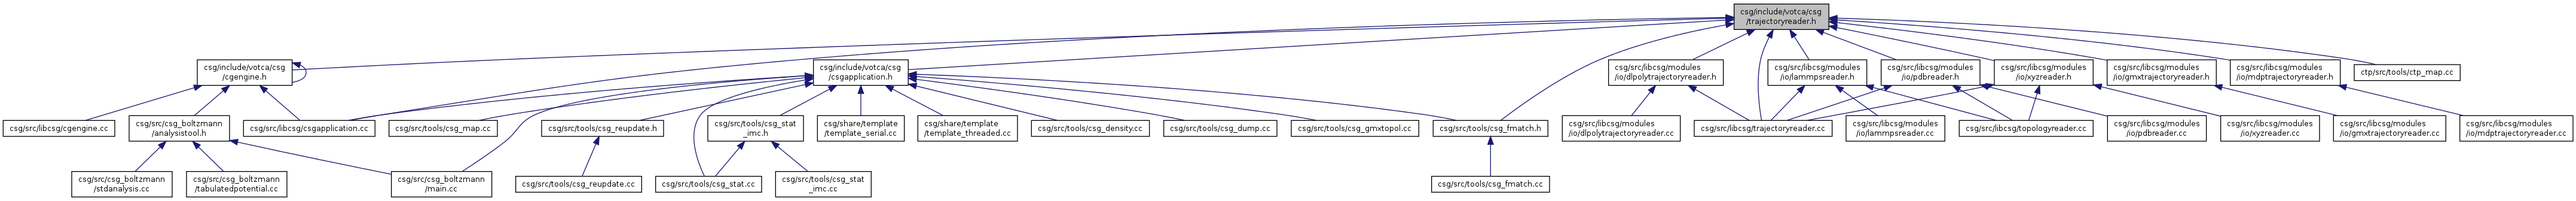 csg/include/votca/csg
/trajectoryreader.h
csg/include/votca/csg
/cgengine.h
csg/include/votca/csg
/csgapplication.h
csg/src/libcsg/modules
/io/dlpolytrajectoryreader.h
csg/src/libcsg/modules
/io/lammpsreader.h
csg/src/libcsg/modules
/io/pdbreader.h
csg/src/libcsg/modules
/io/xyzreader.h
csg/src/libcsg/modules
/io/gmxtrajectoryreader.h
csg/src/libcsg/modules
/io/mdptrajectoryreader.h
ctp/src/tools/ctp_map.cc
csg/src/libcsg/cgengine.cc
csg/src/csg_boltzmann
/analysistool.h
csg/src/libcsg/csgapplication.cc
csg/src/tools/csg_map.cc
csg/src/tools/csg_reupdate.h
csg/src/tools/csg_stat
_imc.h
csg/share/template
/template_serial.cc
csg/share/template
/template_threaded.cc
csg/src/tools/csg_density.cc
csg/src/tools/csg_dump.cc
csg/src/tools/csg_gmxtopol.cc
csg/src/tools/csg_fmatch.h
csg/src/libcsg/modules
/io/dlpolytrajectoryreader.cc
csg/src/libcsg/trajectoryreader.cc
csg/src/libcsg/modules
/io/lammpsreader.cc
csg/src/libcsg/topologyreader.cc
csg/src/libcsg/modules
/io/pdbreader.cc
csg/src/libcsg/modules
/io/xyzreader.cc
csg/src/libcsg/modules
/io/gmxtrajectoryreader.cc
csg/src/libcsg/modules
/io/mdptrajectoryreader.cc
csg/src/csg_boltzmann
/stdanalysis.cc
csg/src/csg_boltzmann
/tabulatedpotential.cc
csg/src/csg_boltzmann
/main.cc
csg/src/tools/csg_reupdate.cc
csg/src/tools/csg_stat.cc
csg/src/tools/csg_stat
_imc.cc
csg/src/tools/csg_fmatch.cc